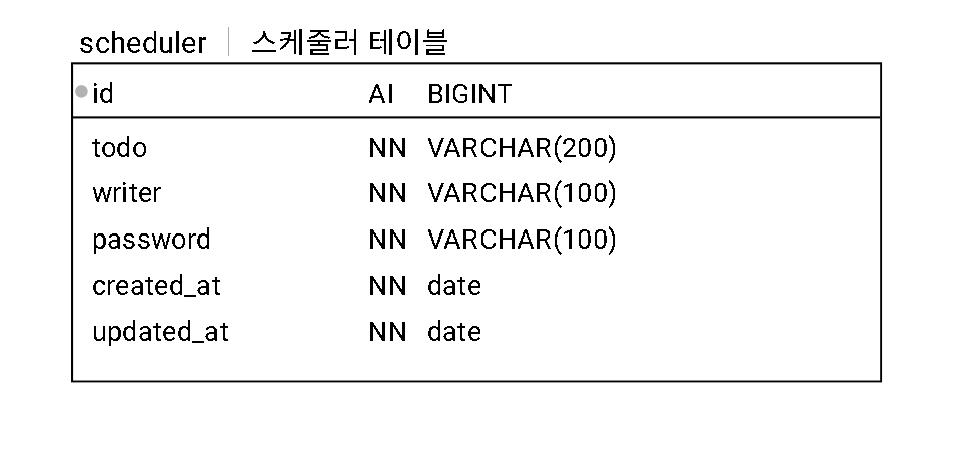 scheduler | 스케줄러 테이블
id AI BIGINT
todo NN VARCHAR(200)
writer NN VARCHAR(100)
password NN VARCHAR(100)
created_at NN date
updated_at NN date